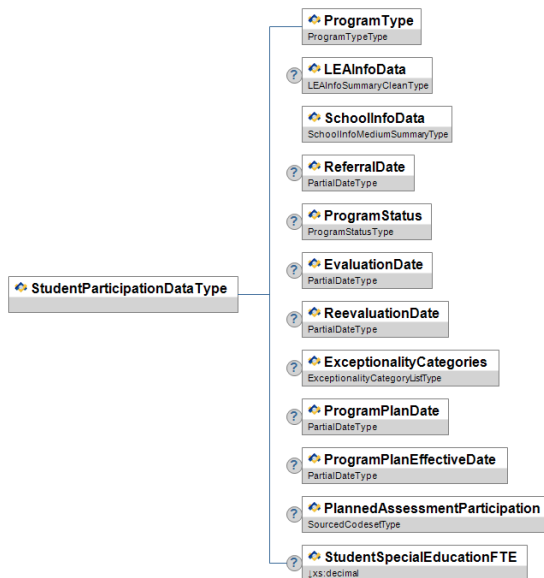 ProgramType
ProgramTypeType
?
LEAInfoData
LEAInfoSummaryCleanType
SchoolInfoData
SchoolInfoMediumSummaryType
?
ReferralDate
PartialDateType
?
ProgramStatus
ProgramStatusType
?
EvaluationDate
PartialDateType
StudentParticipationDataType
?
ReevaluationDate
PartialDateType
?
ExceptionalityCategories
ExceptionalityCategoryListType
?
ProgramPlanDate
PartialDateType
?
ProgramPlanEffectiveDate
PartialDateType
?
PlannedAssessmentParticipation
SourcedCodesetType
?
StudentSpecialEducationFTE
↓xs:decimal